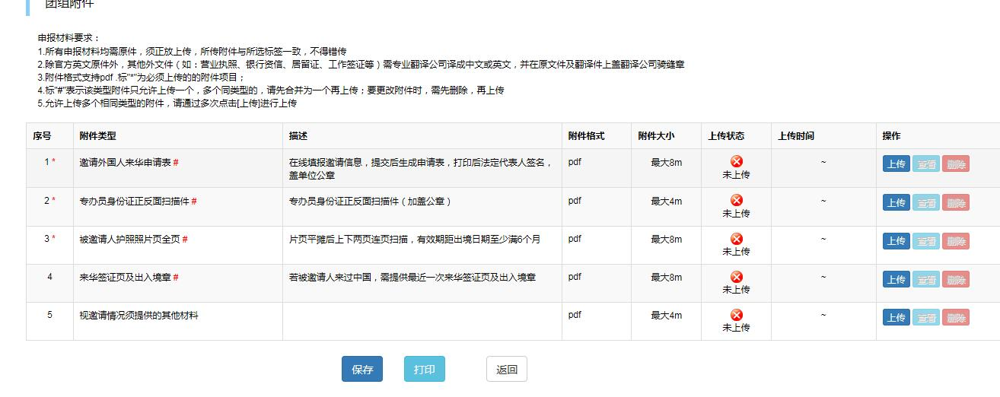 团组附件
申报材料要求：
1.所有申报材料均需原件，须正放上传，所传附件与所选标签一致，不得错传
2.除官方英文原件外，其他外文件（如：营业执照、银行资信、居留证、工作签证等）需专业翻译公司译成中文或英文，并在原文件及翻译件上盖翻译公司骑缝章
3.附件格式支持pdf .标"*"为必须上传的的附件项目；
4.标"#"表示该类型附件只允许上传一个，多个同类型的，请先合并为一个再上传；要更改附件时，需先删除，再上传
5.允许上传多个相同类型的附件，请通过多次点击[上传]进行上传
序号 附件类型 描述 附件格式 附件大小 上传状态 上传时间 操作
1 * 邀请外国人来华申请表 # 在线填报邀请信息，提交后生成申请表，打印后法定代表人签名， pdf 最大8m ~ 上传 查看 删除
盖单位公章 未上传
2 * 专办员身份证正反面扫描件 # 专办员身份证正反面扫描件（加盖公章） pdf 最大4m ~ 上传 查看 删除
未上传
3 * 被邀请人护照照片页全页 # 片页平摊后上下两页连页扫描，有效期距出境日期至少满6个月 pdf 最大8m ~ 上传 查看 删除
未上传
4 来华签证页及出入境章 # 若被邀请人来过中国，需提供最近一次来华签证页及出入境章 pdf 最大8m ~ 上传 查看 删除
未上传
5 视邀请情况须提供的其他材料 pdf 最大4m ~ 上传 查看 删除
未上传
保存 打印 返回